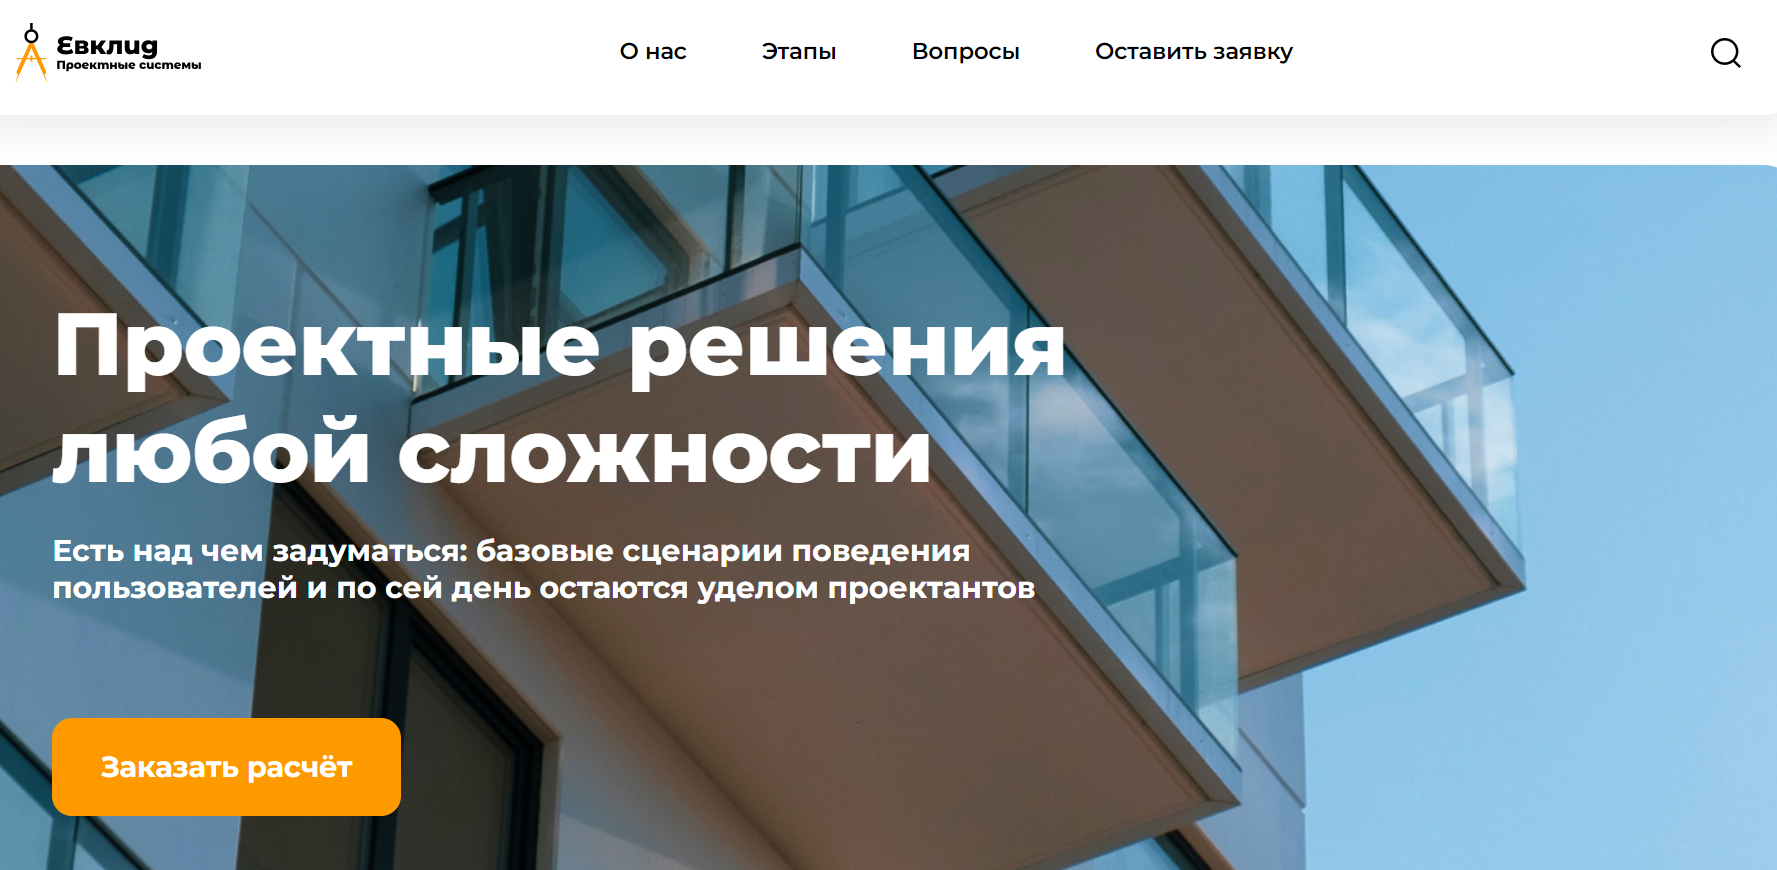 Евклид
Проектные системы
О нас
Этапы
Вопросы
Оставить заявку
Проектные решения
любой сложности
Есть над чем задуматься: базовые сценарии поведения
пользователей и по сей день остаются уделом проектантов
Заказать расчёт